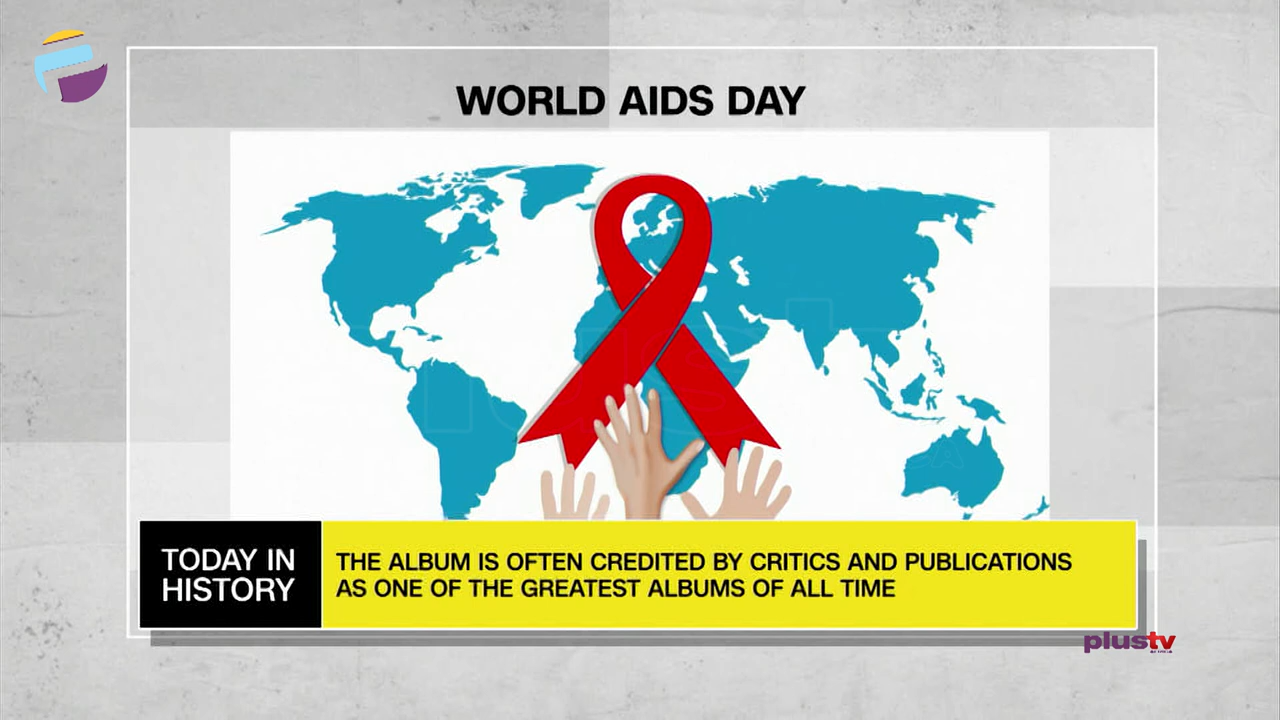 WORLD AIDS DAY
TODAY IN
HISTORY
THE ALBUM IS OFTEN CREDITED BY CRITICS AND PUBLICATIONS
AS ONE OF THE GREATEST ALBUMS OF ALL TIME
plustv